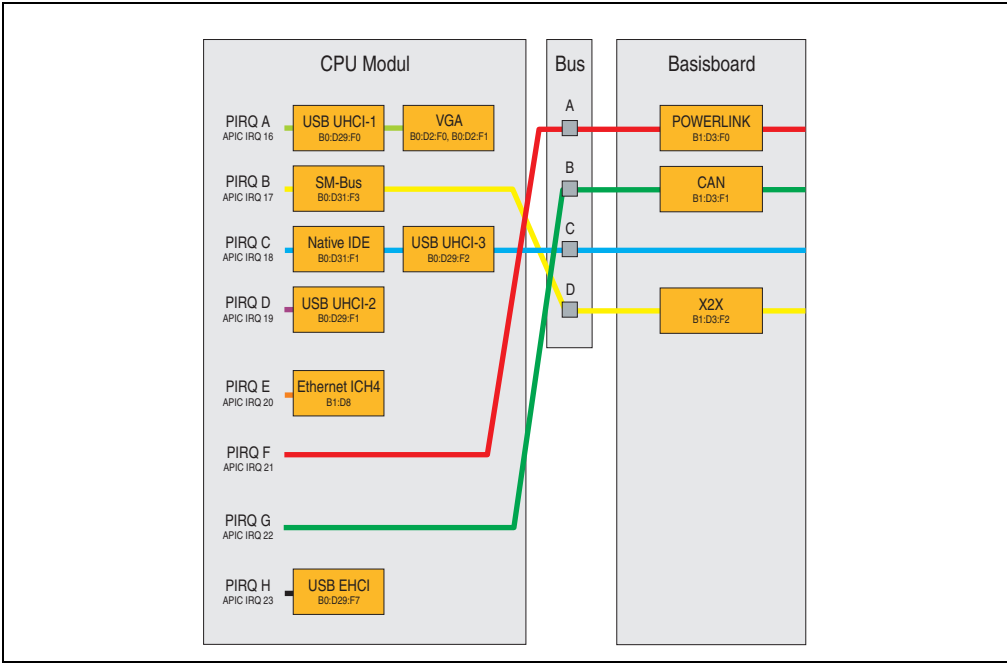 CPU Modul
Bus
Basisboard
PIRQ A
APIC IRQ 16
USB UHCI-1
B0:D29:F0
VGA
B0:D2:F0, B0:D2:F1
A
POWERLINK
B1:D3:F0
PIRQ B
APIC IRQ 17
SM-Bus
B0:D31:F3
B
CAN
B1:D3:F1
PIRQ C
APIC IRQ 18
Native IDE
B0:D31:F1
USB UHCI-3
B0:D29:F2
C
PIRQ D
APIC IRQ 19
USB UHCI-2
B0:D29:F1
D
X2X
B1:D3:F2
PIRQ E
APIC IRQ 20
Ethernet ICH4
B1:D8
PIRQ F
APIC IRQ 21
PIRQ G
APIC IRQ 22
PIRQ H
APIC IRQ 23
USB EHCI
B0:D29:F7